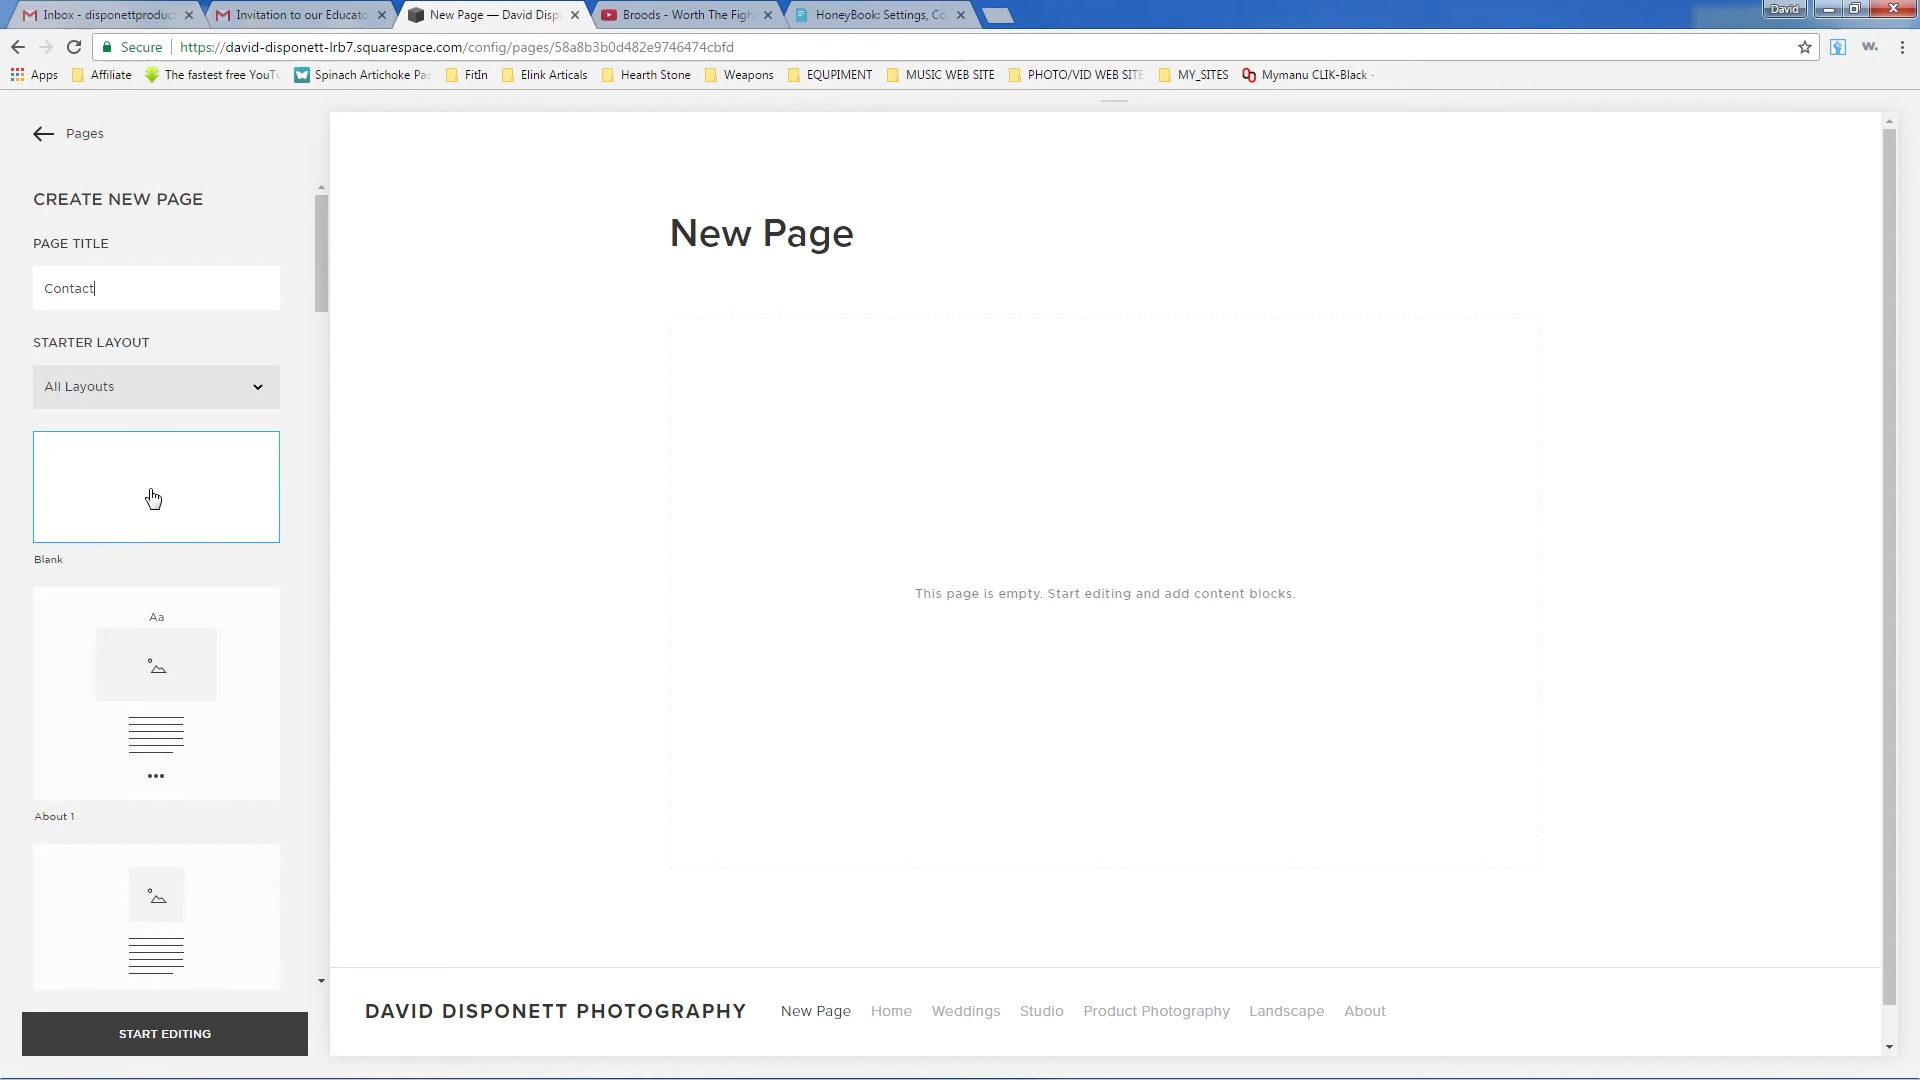 Inbox - disponettproduc
Invitation to our Educato
New Page — David Disp
Broods - Worth The Figh
HoneyBook: Settings, Co
David
Secure
https://david-disponett-lrb7.squarespace.com/config/pages/58a8b3b0d482e9746474cbfd
W.
Apps
Affiliate
The fastest free YouTu
Spinach Artichoke Pas
FitIn
Elink Articals
Hearth Stone
Weapons
EQUPIMENT
MUSIC WEB SITE
PHOTO/VID WEB SITE
MY_SITES
Mymanu CLIK-Black -
Pages
CREATE NEW PAGE
PAGE TITLE
Contact
STARTER LAYOUT
All Layouts
Blank
Aa
About 1
START EDITING
New Page
This page is empty. Start editing and add content blocks.
DAVID DISPONETT PHOTOGRAPHY
New Page
Home
Weddings
Studio
Product Photography
Landscape
About